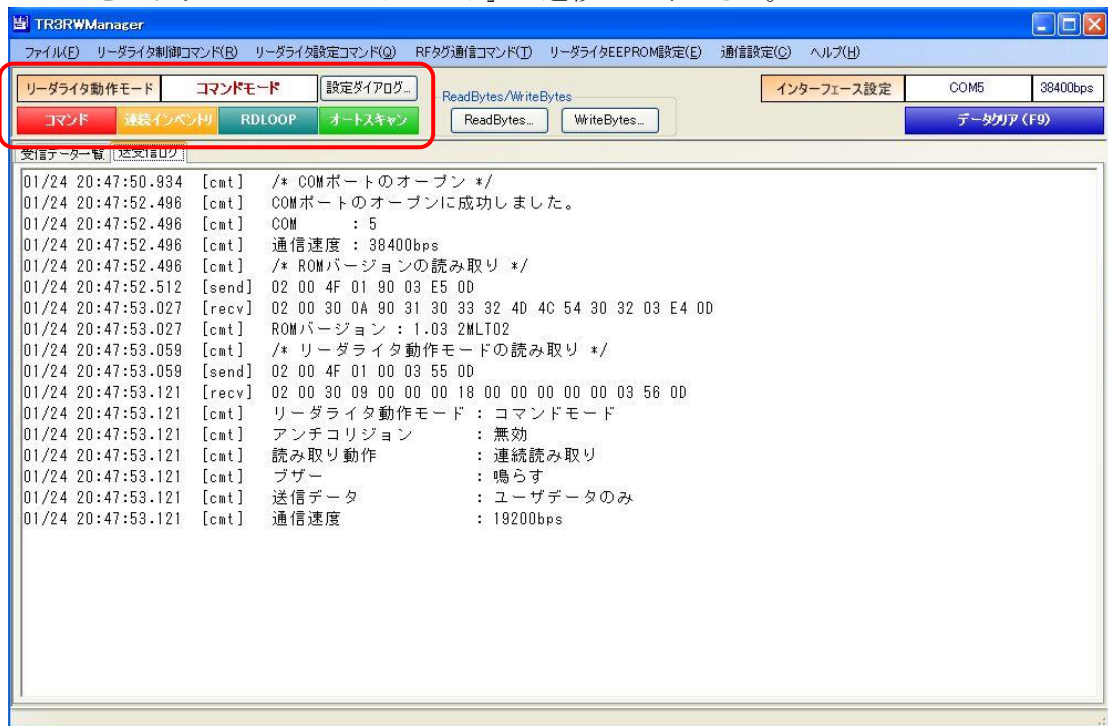 TR3RWManager
ファイル(F) リーダライタ制御コマンド(R) リーダライタ設定コマンド(Q) RFタグ通信コマンド(T) リーダライタEEPROM設定(E) 通信設定(C) ヘルプ(H)
リーダライタ動作モード コマンドモード 設定ダイアログ... ReadBytes/WriteBytes インターフェース設定 COM5 38400bps
コマンド 連続インベントリ RDLOOP オートスキャン ReadBytes... WriteBytes... データクリア (F9)
受信データ一覧 送受信ログ
01/24 20:47:50.934 [cmt] /* COMポートのオープン */
01/24 20:47:52.496 [cmt] COMポートのオープンに成功しました。
01/24 20:47:52.496 [cmt] COM : 5
01/24 20:47:52.496 [cmt] 通信速度 : 38400bps
01/24 20:47:52.496 [cmt] /* ROMバージョンの読み取り */
01/24 20:47:52.512 [send] 02 00 4F 01 90 03 E5 0D
01/24 20:47:53.027 [recv] 02 00 30 0A 90 31 30 33 32 4D 4C 54 30 32 03 E4 0D
01/24 20:47:53.027 [cmt] ROMバージョン : 1.03 2MLT02
01/24 20:47:53.059 [cmt] /* リーダライタ動作モードの読み取り */
01/24 20:47:53.059 [send] 02 00 4F 01 00 03 55 0D
01/24 20:47:53.121 [recv] 02 00 30 09 00 00 00 18 00 00 00 00 00 03 56 0D
01/24 20:47:53.121 [cmt] リーダライタ動作モード : コマンドモード
01/24 20:47:53.121 [cmt] アンチコリジョン : 無効
01/24 20:47:53.121 [cmt] 読み取り動作 : 連続読み取り
01/24 20:47:53.121 [cmt] ブザー : 鳴らす
01/24 20:47:53.121 [cmt] 送信データ : ユーザデータのみ
01/24 20:47:53.121 [cmt] 通信速度 : 19200bps